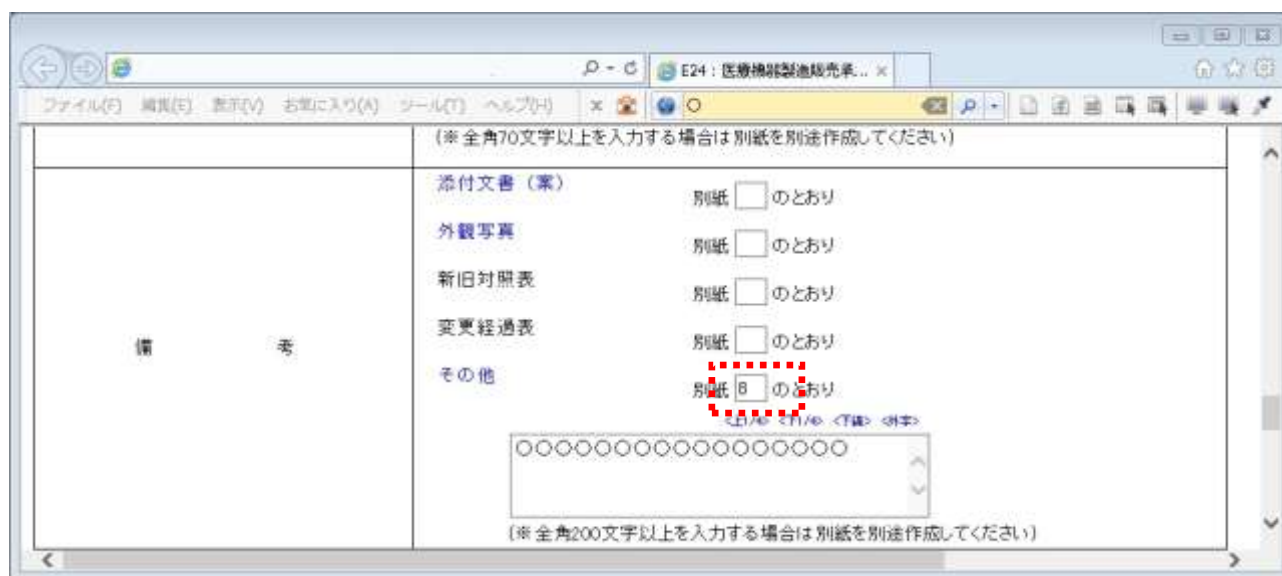 E24：医療機器製造販売承...
ファイル(F) 編集(E) 表示(V) お気に入り(A) ツール(T) ヘルプ(H)
(※全角70文字以上を入力する場合は別紙を別途作成してください)
添付文書（案） 別紙 のとおり
外観写真 別紙 のとおり
新旧対照表 別紙 のとおり
変更経過表 別紙 のとおり
備 考
その他 別紙 8 のとおり
<上ﾂｷ> <下ﾂｷ> <下線> <外字>
○○○○○○○○○○○○○○○○○○
(※全角200文字以上を入力する場合は別紙を別途作成してください)